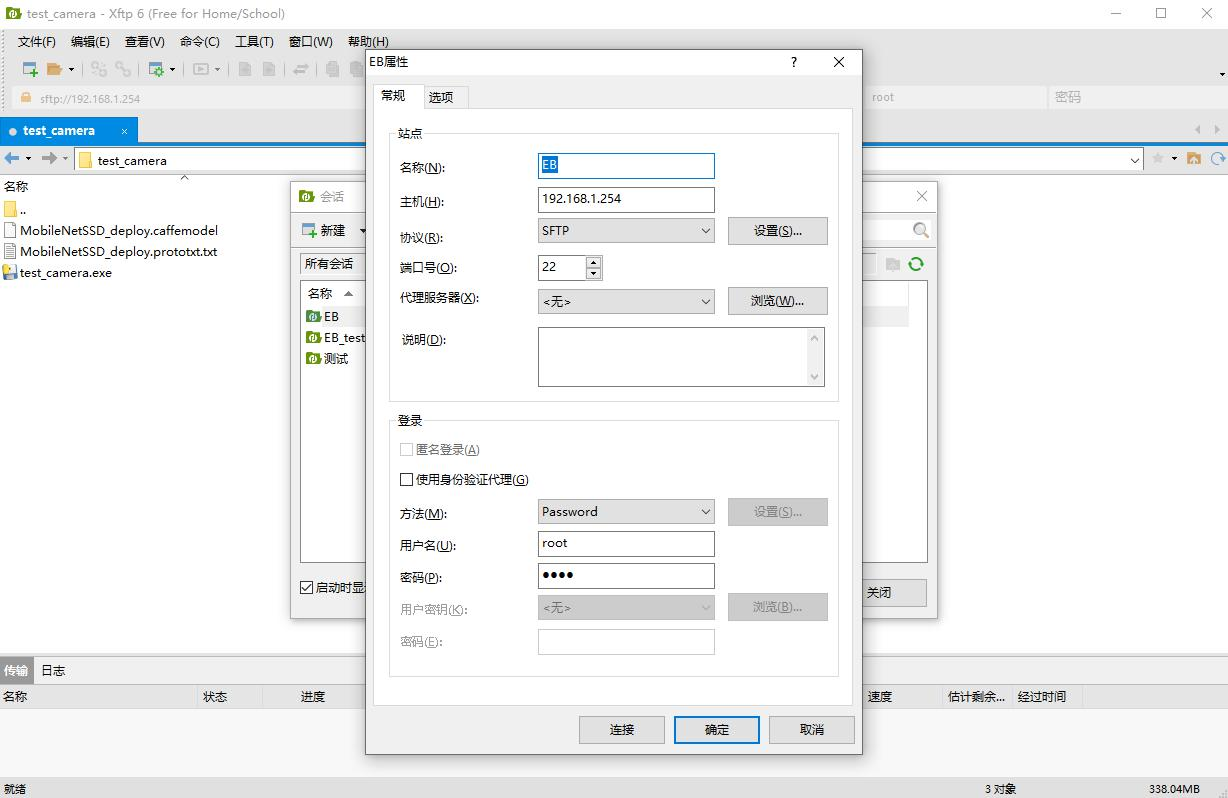 test_camera - Xftp 6 (Free for Home/School)
文件(F) 编辑(E) 查看(V) 命令(C) 工具(T) 窗口(W) 帮助(H)
sftp://192.168.1.254
root
密码
test_camera ×
test_camera
名称
..
MobileNetSSD_deploy.caffemodel
MobileNetSSD_deploy.prototxt.txt
test_camera.exe
会话
新建
所有会话
名称
EB
EB_test
测试
启动时显
关闭
EB属性
?
常规 选项
站点
名称(N): EB
主机(H): 192.168.1.254
协议(R): SFTP 设置(S)...
端口号(O): 22
代理服务器(X): <无> 浏览(W)...
说明(D):
登录
匿名登录(A)
使用身份验证代理(G)
方法(M): Password 设置(S)...
用户名(U): root
密码(P): ●●●●
用户密钥(K): <无> 浏览(B)...
密码(E):
连接 确定 取消
传输 日志
名称 状态 进度 速度 估计剩余... 经过时间
就绪 3 对象 338.04MB